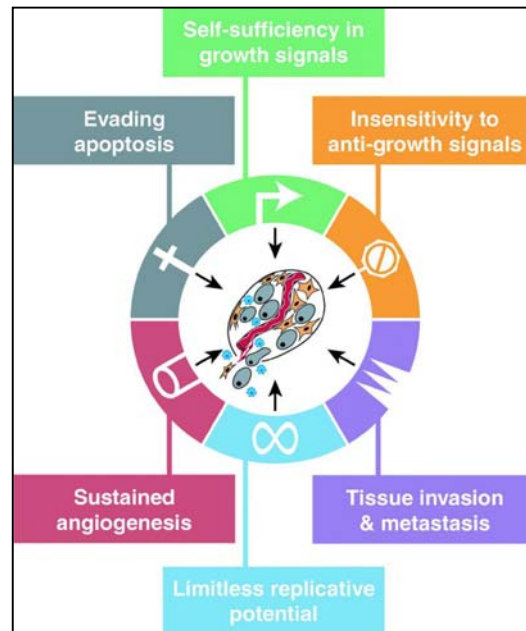 Self-sufficiency in
growth signals
Evading
apoptosis
Insensitivity to
anti-growth signals
Sustained
angiogenesis
Tissue invasion
& metastasis
Limitless replicative
potential